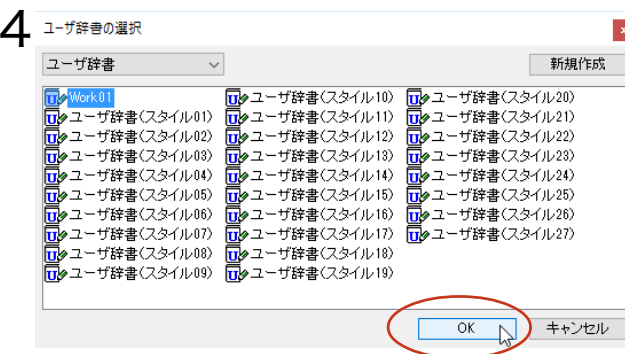 4
ユーザ辞書の選択
ユーザ辞書
新規作成
Work01
ユーザ辞書(スタイル01)
ユーザ辞書(スタイル02)
ユーザ辞書(スタイル03)
ユーザ辞書(スタイル04)
ユーザ辞書(スタイル05)
ユーザ辞書(スタイル06)
ユーザ辞書(スタイル07)
ユーザ辞書(スタイル08)
ユーザ辞書(スタイル09)
ユーザ辞書(スタイル10)
ユーザ辞書(スタイル11)
ユーザ辞書(スタイル12)
ユーザ辞書(スタイル13)
ユーザ辞書(スタイル14)
ユーザ辞書(スタイル15)
ユーザ辞書(スタイル16)
ユーザ辞書(スタイル17)
ユーザ辞書(スタイル18)
ユーザ辞書(スタイル19)
ユーザ辞書(スタイル20)
ユーザ辞書(スタイル21)
ユーザ辞書(スタイル22)
ユーザ辞書(スタイル23)
ユーザ辞書(スタイル24)
ユーザ辞書(スタイル25)
ユーザ辞書(スタイル26)
ユーザ辞書(スタイル27)
OK
キャンセル